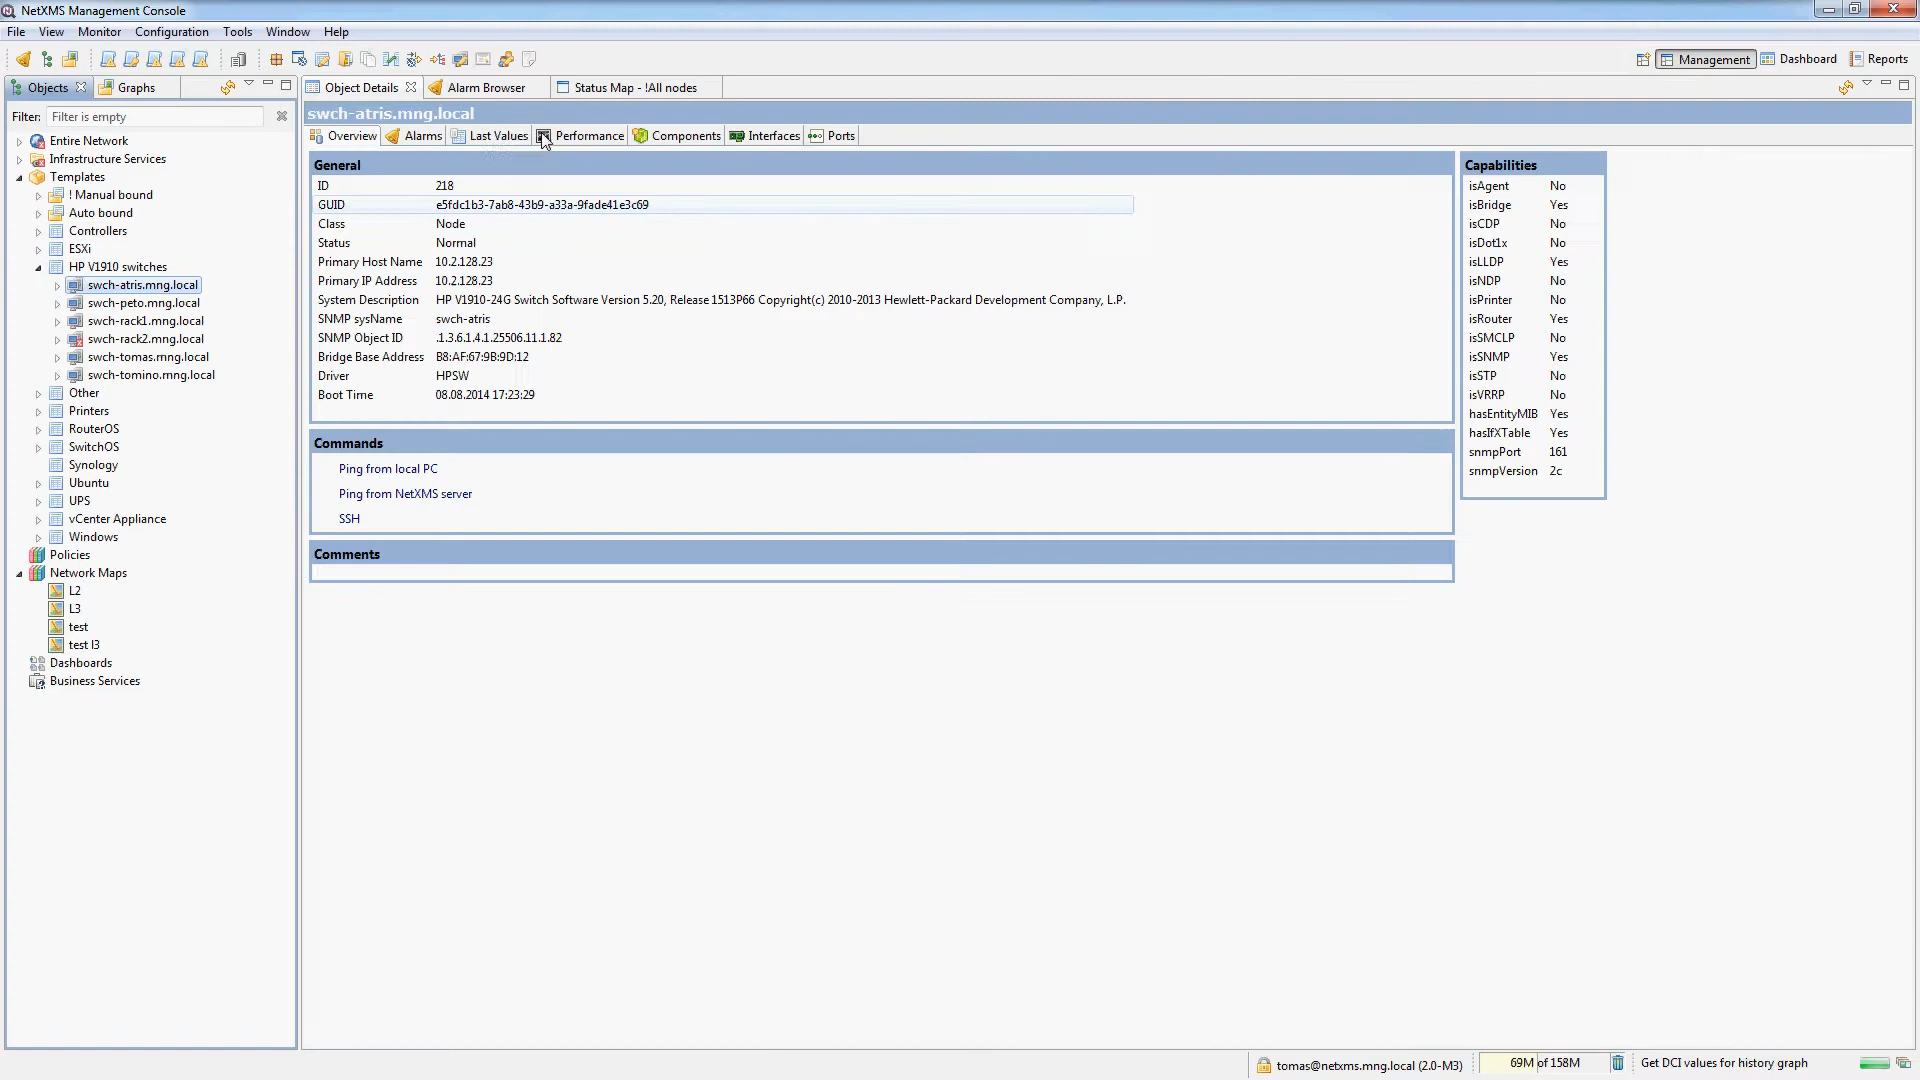 NetXMS Management Console
File View Monitor Configuration Tools Window Help
Management Dashboard Reports
Objects Graphs
Object Details Alarm Browser Status Map - !All nodes
Filter: Filter is empty
swch-atris.mng.local
Overview Alarms Last Values Performance Components Interfaces Ports
Entire Network
Infrastructure Services
Templates
! Manual bound
Auto bound
Controllers
ESXi
HP V1910 switches
swch-atris.mng.local
swch-peto.mng.local
swch-rack1.mng.local
swch-rack2.mng.local
swch-tomas.mng.local
swch-tomino.mng.local
Other
Printers
RouterOS
SwitchOS
Synology
Ubuntu
UPS
vCenter Appliance
Windows
Policies
Network Maps
L2
L3
test
test l3
Dashboards
Business Services
General
ID 218
GUID e5fdc1b3-7ab8-43b9-a33a-9fade41e3c69
Class Node
Status Normal
Primary Host Name 10.2.128.23
Primary IP Address 10.2.128.23
System Description HP V1910-24G Switch Software Version 5.20, Release 1513P66 Copyright(c) 2010-2013 Hewlett-Packard Development Company, L.P.
SNMP sysName swch-atris
SNMP Object ID .1.3.6.1.4.1.25506.11.1.82
Bridge Base Address B8:AF:67:9B:9D:12
Driver HPSW
Boot Time 08.08.2014 17:23:29
Commands
Ping from local PC
Ping from NetXMS server
SSH
Comments
Capabilities
isAgent No
isBridge Yes
isCDP No
isDot1x No
isLLDP Yes
isNDP No
isPrinter No
isRouter Yes
isSMCLP No
isSNMP Yes
isSTP No
isVRRP No
hasEntityMIB Yes
hasIfXTable Yes
snmpPort 161
snmpVersion 2c
tomas@netxms.mng.local (2.0-M3) 69M of 158M Get DCI values for history graph